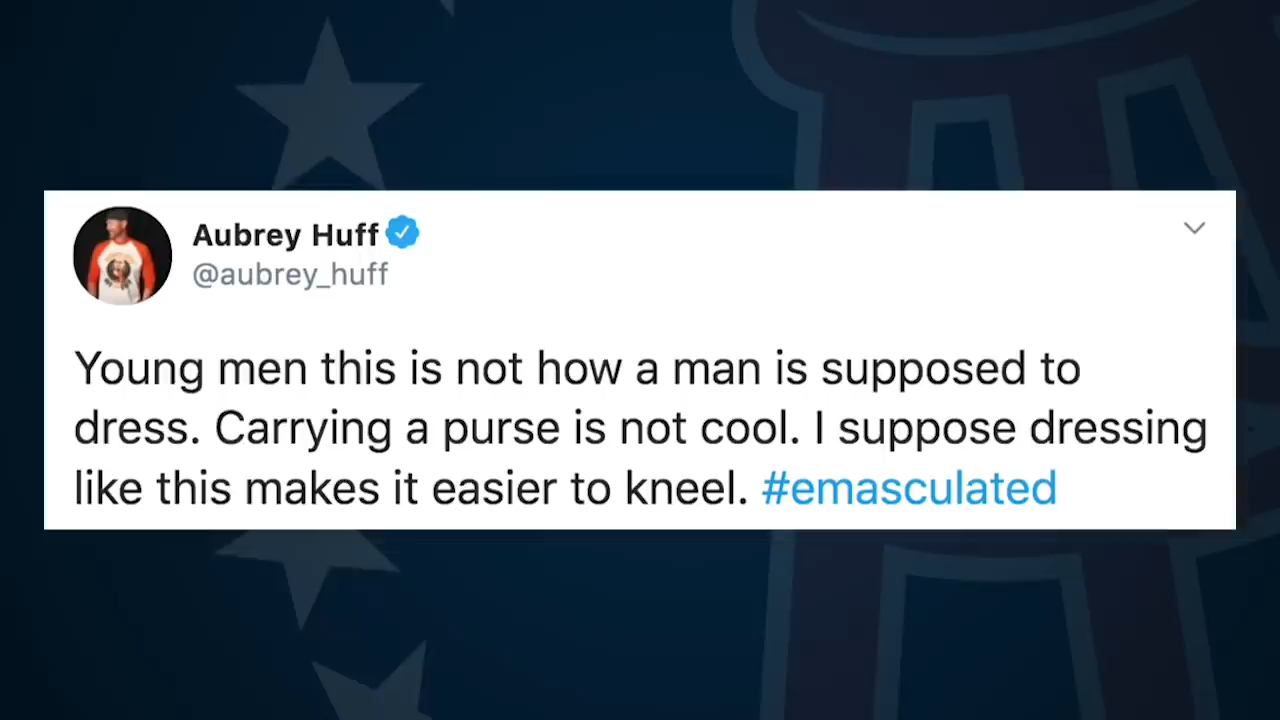 Aubrey Huff
@aubrey_huff
Young men this is not how a man is supposed to
dress. Carrying a purse is not cool. I suppose dressing
like this makes it easier to kneel. #emasculated